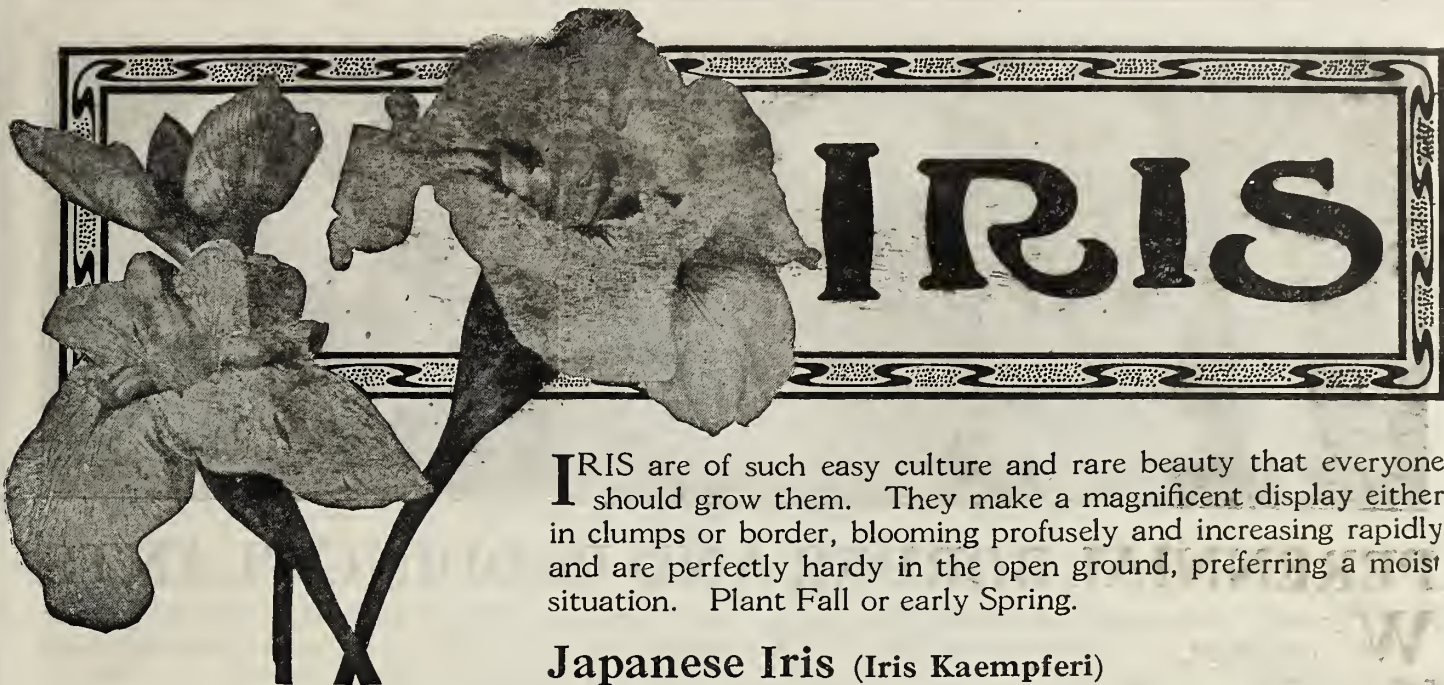 IRIS
IRIS are of such easy culture and rare beauty that everyone
should grow them. They make a magnificent display either
in clumps or border, blooming profusely and increasing rapidly
and are perfectly hardy in the open ground, preferring a moist
situation. Plant Fall or early Spring.
Japanese Iris (Iris Kaempferi)